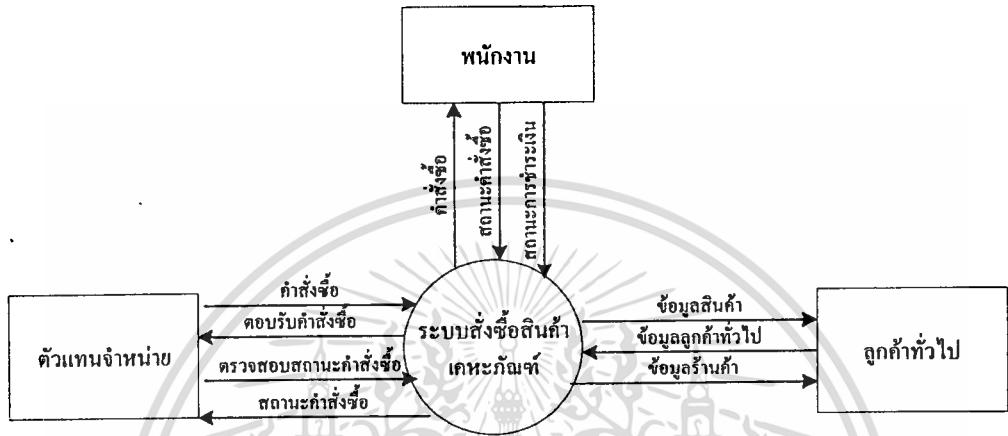 พนักงาน
คำสั่งซื้อ
สถานะคำสั่งซื้อ
สถานะการชำระเงิน
คำสั่งซื้อ
ตอบรับคำสั่งซื้อ
ตรวจสอบสถานะคำสั่งซื้อ
สถานะคำสั่งซื้อ
ตัวแทนจำหน่าย
ระบบสั่งซื้อสินค้า
เคหะภัณฑ์
ข้อมูลสินค้า
ข้อมูลลูกค้าทั่วไป
ข้อมูลร้านค้า
ลูกค้าทั่วไป